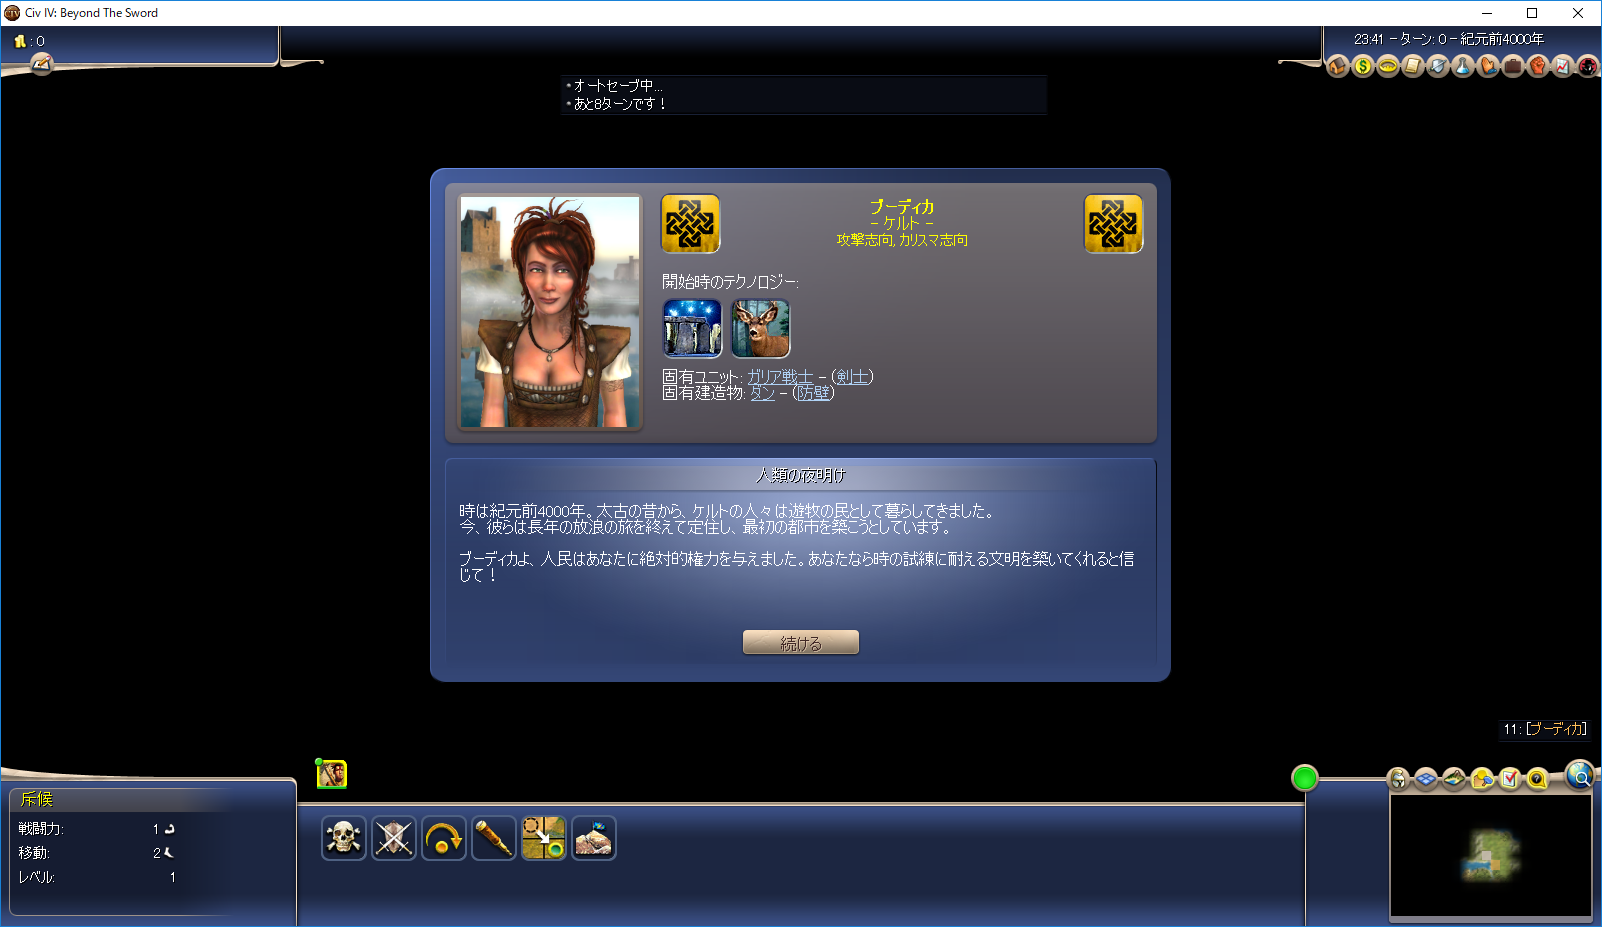 Civ IV: Beyond The Sword
: 0
23:41 - ターン: 0 - 紀元前4000年
・オートセーブ中...
・あと8ターンです！
ブーディカ
- ケルト -
攻撃志向, カリスマ志向
開始時のテクノロジー:
固有ユニット: ガリア戦士 - (剣士)
固有建造物: ダン - (防壁)
人類の夜明け
時は紀元前4000年。太古の昔から、ケルトの人々は遊牧の民として暮らしてきました。
今、彼らは長年の放浪の旅を終えて定住し、最初の都市を築こうとしています。
ブーディカよ、人民はあなたに絶対的権力を与えました。あなたなら時の試練に耐える文明を築いてくれると信
じて！
続ける
11: [ブーディカ]
斥候
戦闘力: 1
移動: 2
レベル: 1